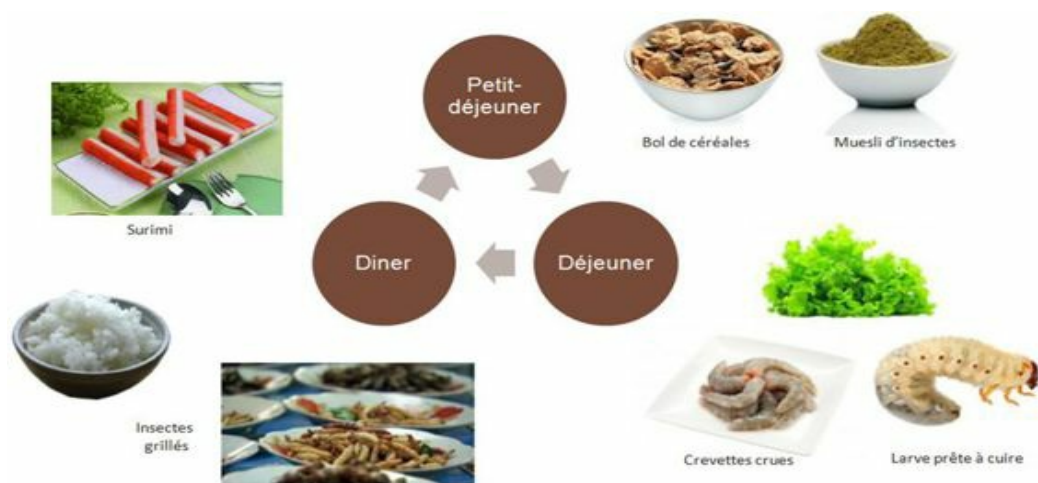 Petit-
déjeuner
Bol de céréales
Muesli d'insectes
Surimi
Diner
Déjeuner
Insectes
grillés
Crevettes crues
Larve prête à cuire